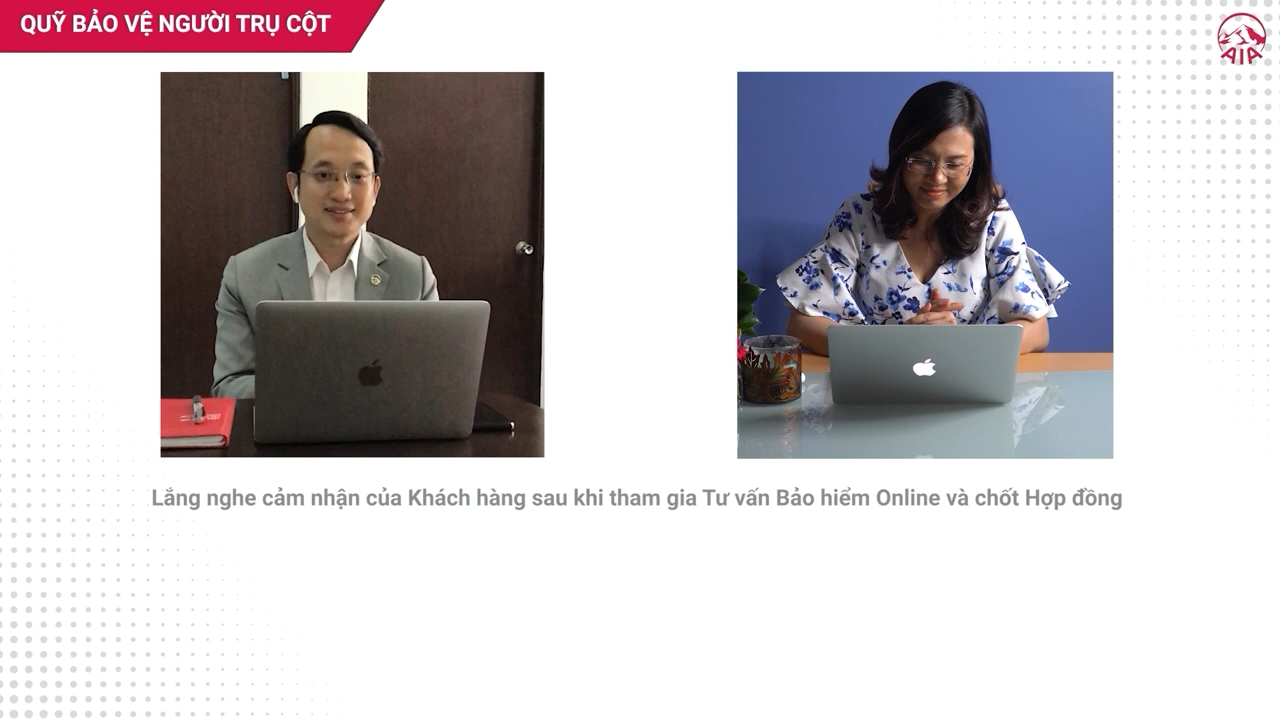 QUỸ BẢO VỆ NGƯỜI TRỤ CỘT
AIA
Lắng nghe cảm nhận của Khách hàng sau khi tham gia Tư vấn Bảo hiểm Online và chốt Hợp đồng